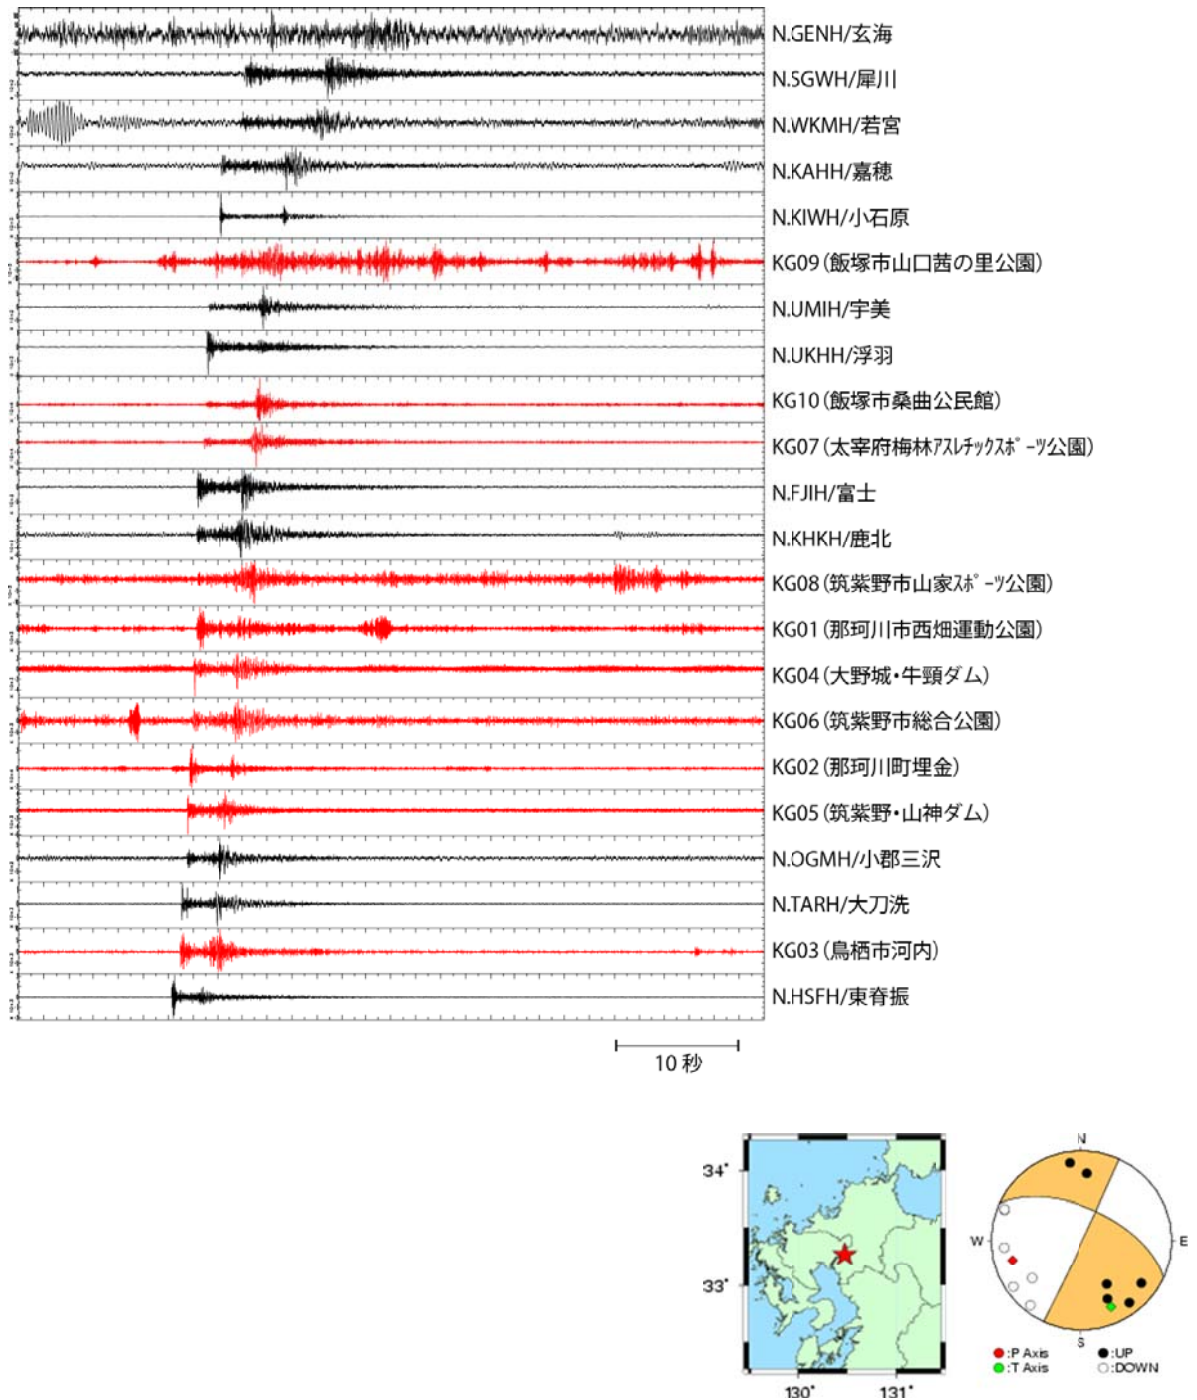 N.GENH/玄海
N.SGWH/犀川
N.WKMH/若宮
N.KAHH/嘉穂
N.KIWH/小石原
KG09(飯塚市山口茜の里公園)
N.UMIH/宇美
N.UKHH/浮羽
KG10(飯塚市桑曲公民館)
KG07(太宰府梅林ｱｽﾚﾁｯｸｽﾎﾟｰﾂ公園)
N.FJIH/富士
N.KHKH/鹿北
KG08(筑紫野市山家ｽﾎﾟｰﾂ公園)
KG01(那珂川市西畑運動公園)
KG04(大野城・牛頸ダム)
KG06(筑紫野市総合公園)
KG02(那珂川町埋金)
KG05(筑紫野・山神ダム)
N.OGMH/小郡三沢
N.TARH/大刀洗
KG03(鳥栖市河内)
N.HSFH/東脊振
10 秒
34°
33°
130° 131°
N
W E
S
:P Axis :UP
:T Axis :DOWN